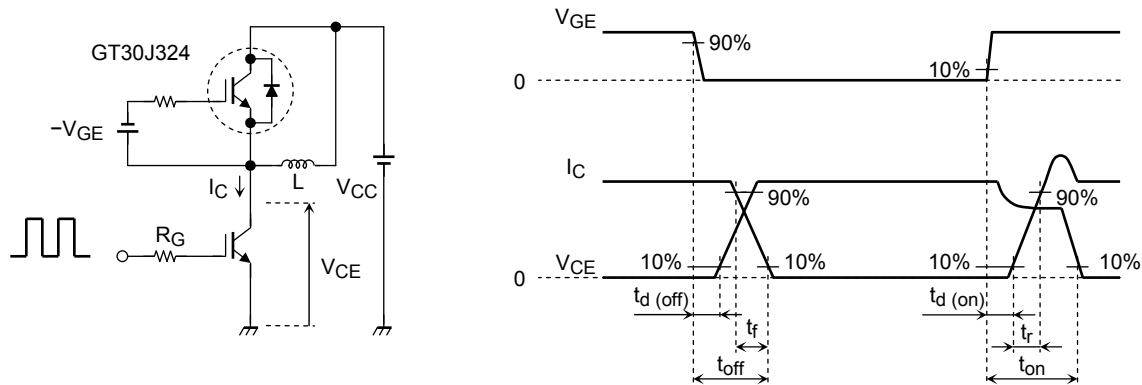 GT30J324
−VGE
IC
L
VCC
RG
VCE
VGE
90%
0
10%
IC
90%
90%
VCE
0
10%
10%
10%
10%
td (off)
tf
toff
td (on)
tr
ton